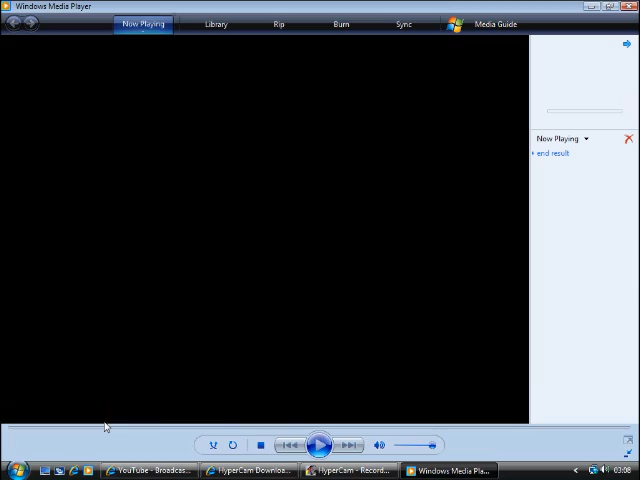 Windows Media Player
Now Playing Library Rip Burn Sync Media Guide
Now Playing
end result
YouTube - Broadcas... HyperCam Downloa... HyperCam - Record... Windows Media Pla... 03:08